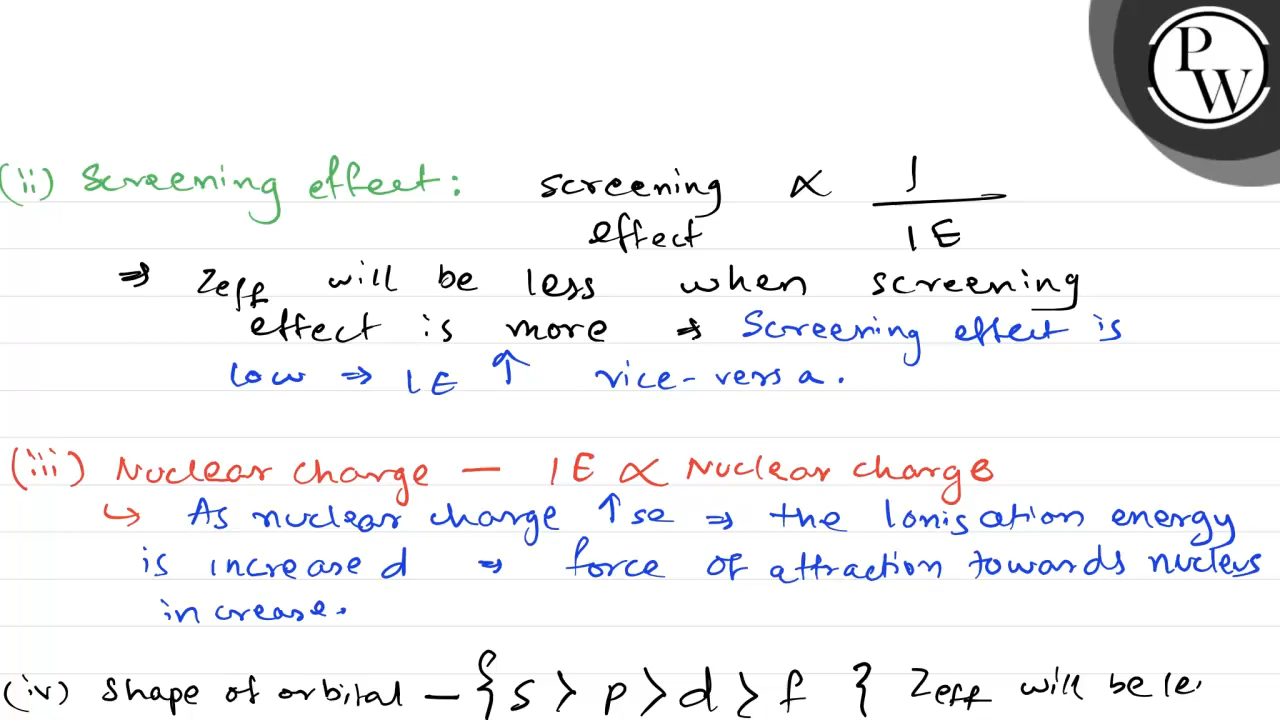 PW
(ii) Screening effect: screening effect ∝ 1/IE
⇒ Zeff will be less when screening
effect is more ⇒ Screening effect is
low ⇒ IE ↑ vice-versa.
(iii) Nuclear charge — IE ∝ Nuclear charge
↳ As nuclear charge ↑se ⇒ the Ionisation energy
is increased ⇒ force of attraction towards nucleus
increase.
(iv) Shape of orbital — {s > p > d > f } Zeff will be le